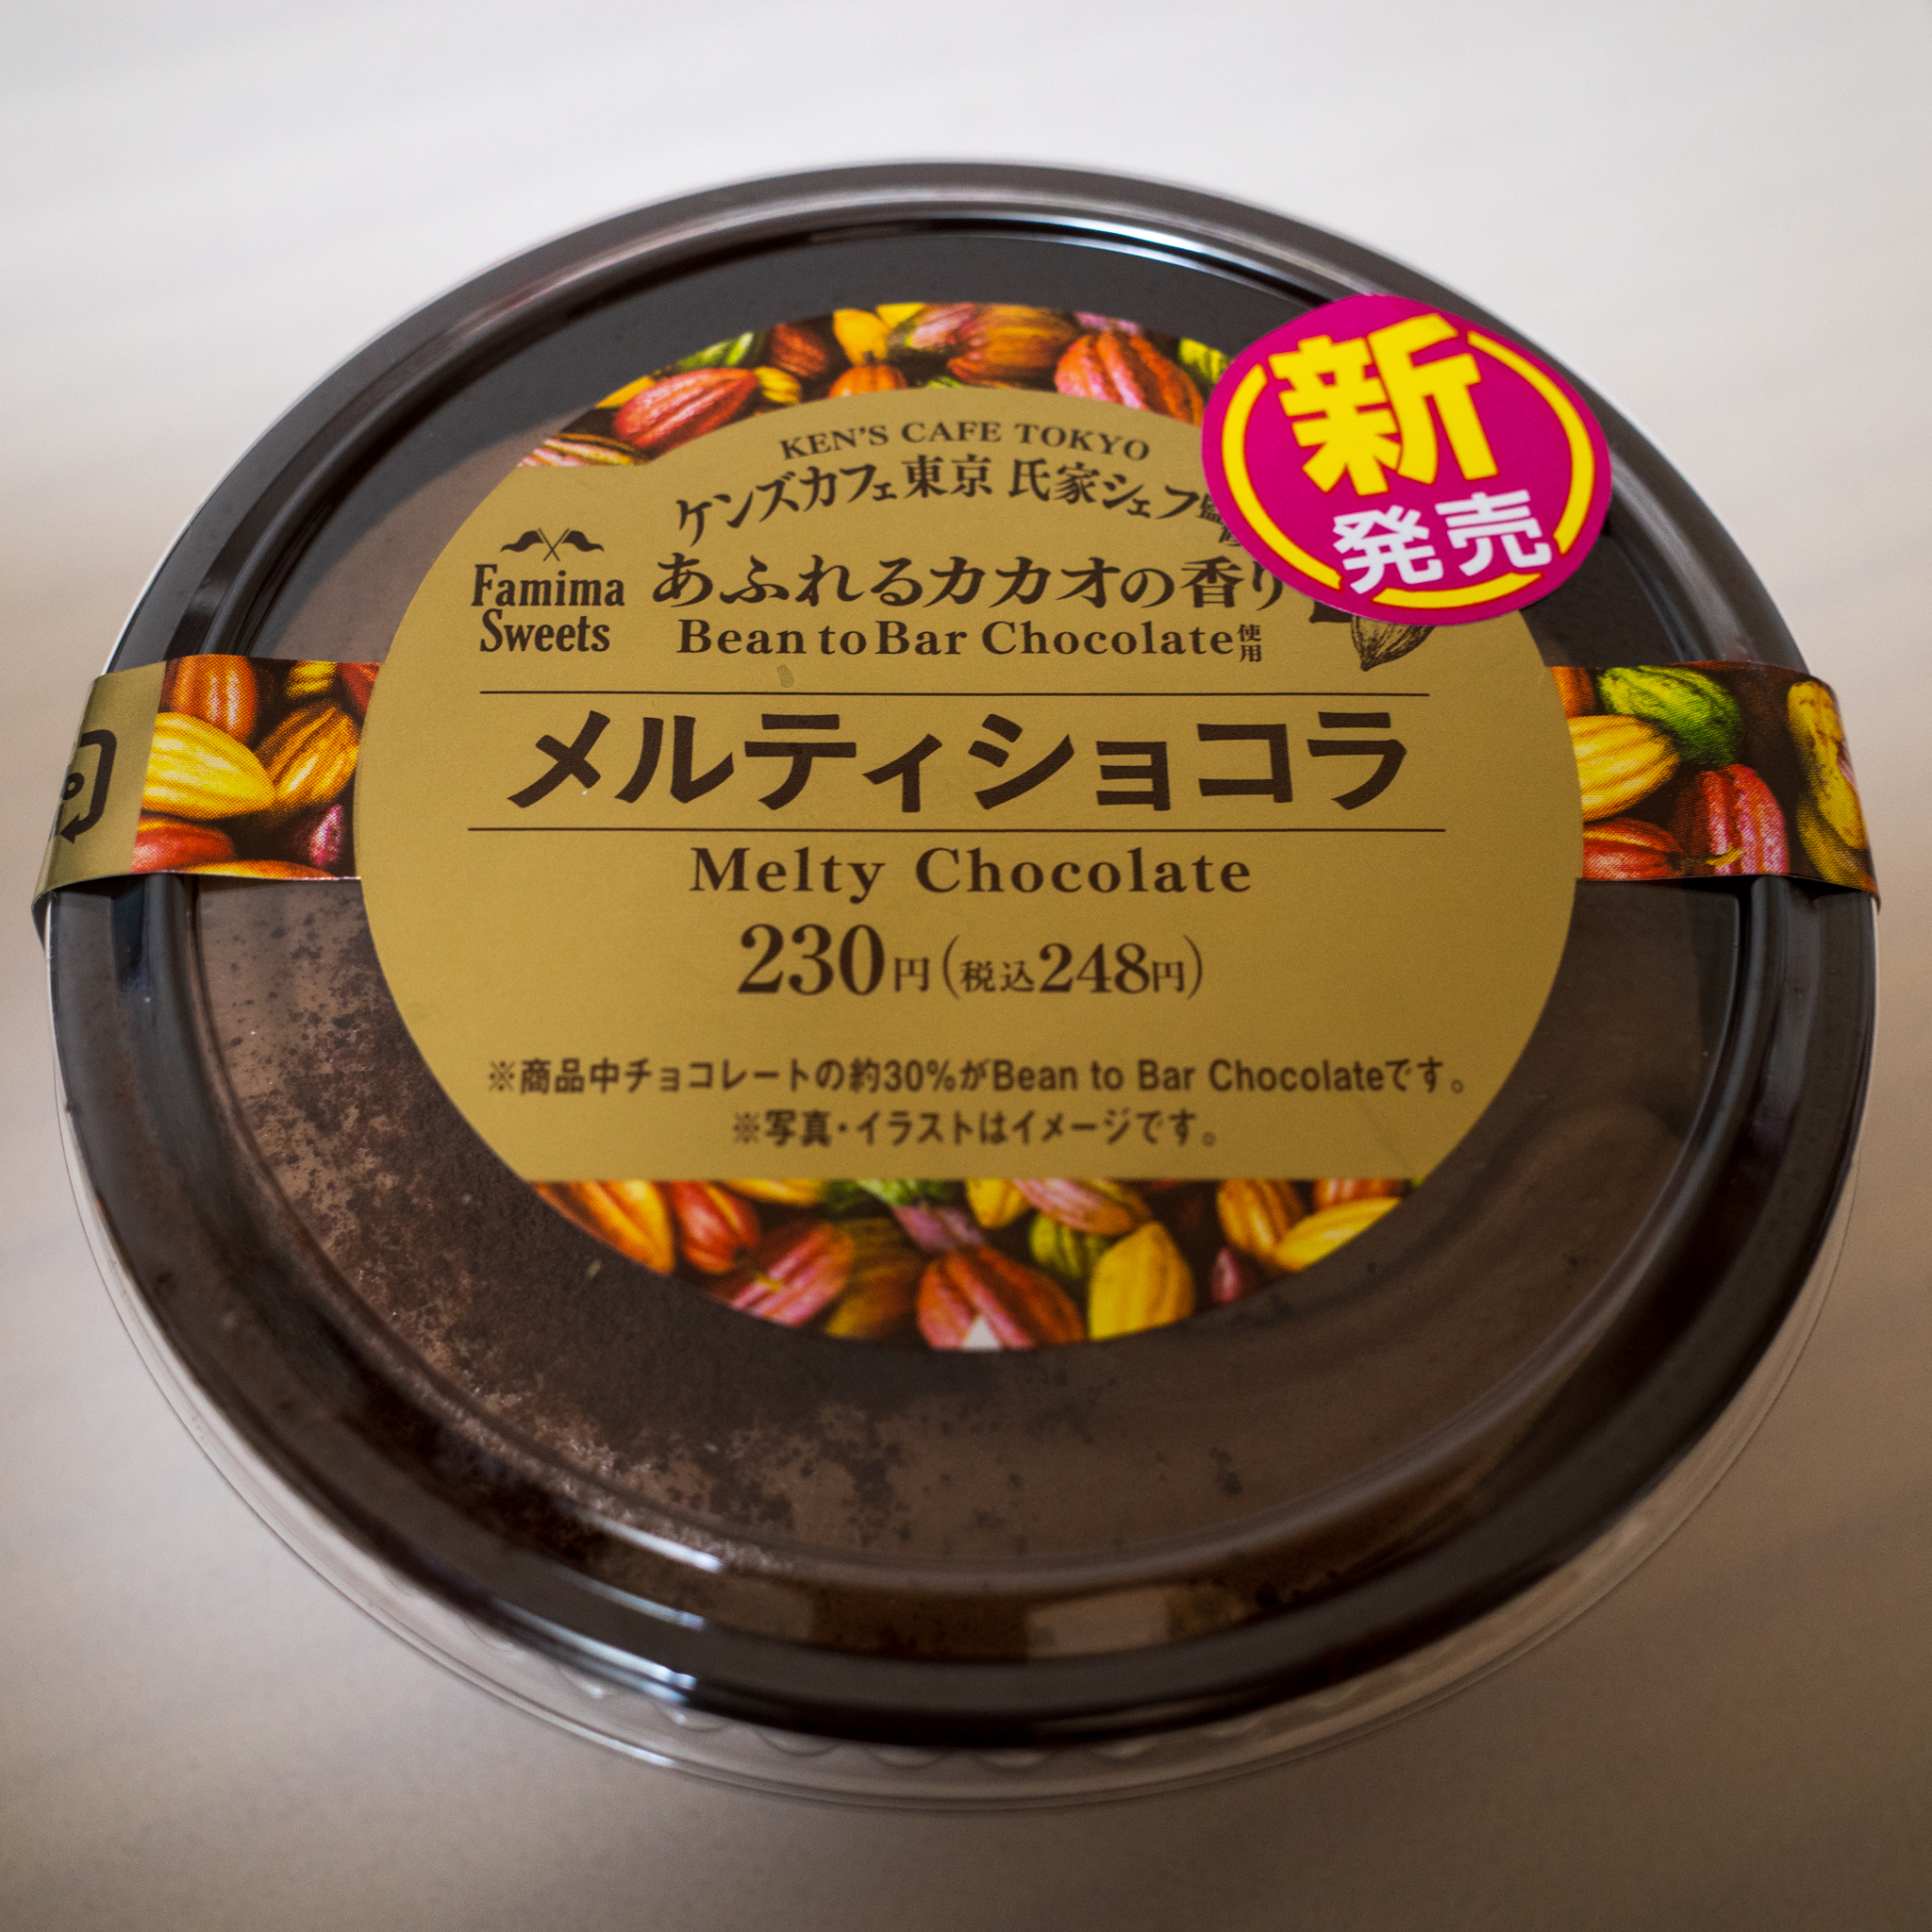 KEN'S CAFE TOKYO
ケンズカフェ東京 氏家シェフ
あふれるカカオの香り
Bean to Bar Chocolate使用
Famima
Sweets
新
発売
メルティショコラ
Melty Chocolate
230円(税込248円)
※商品中チョコレートの約30%がBean to Bar Chocolateです。
※写真・イラストはイメージです。